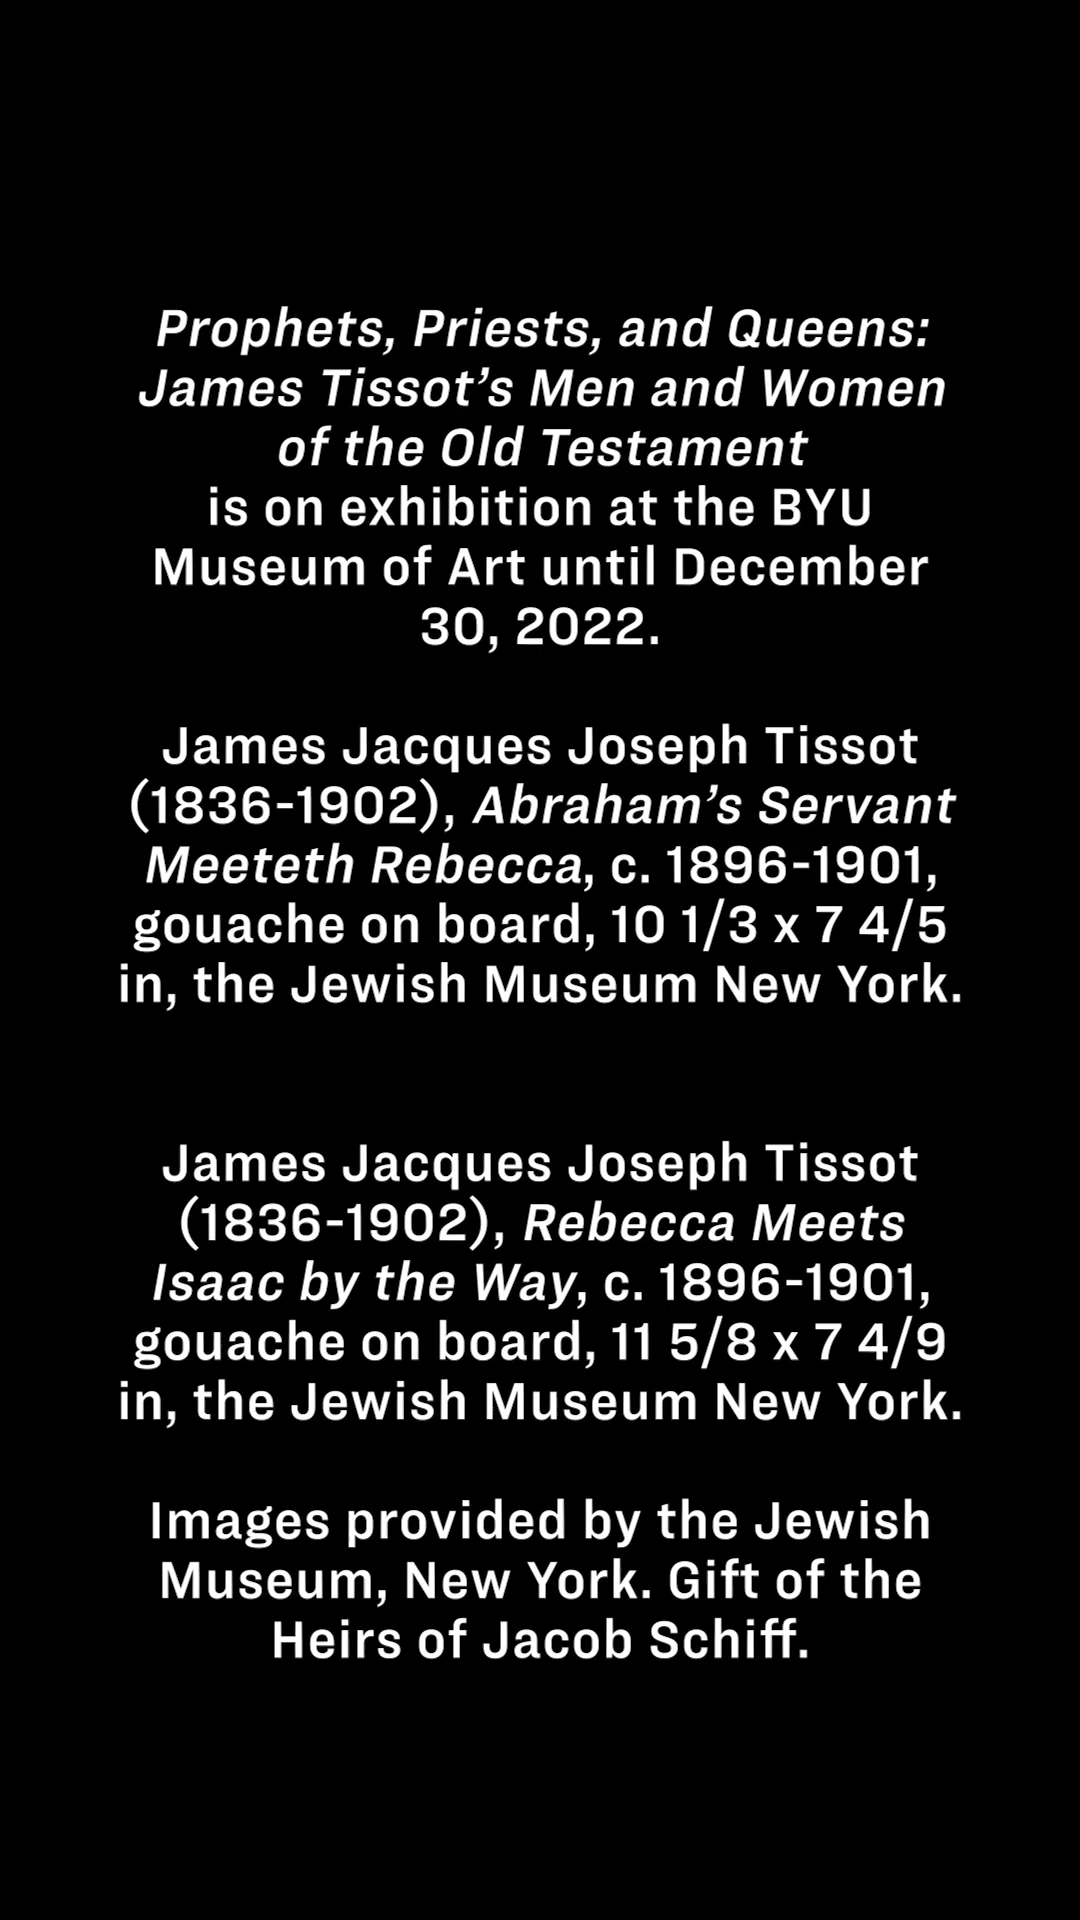 Prophets, Priests, and Queens:
James Tissot’s Men and Women
of the Old Testament
is on exhibition at the BYU
Museum of Art until December
30, 2022.
James Jacques Joseph Tissot
(1836-1902), Abraham’s Servant
Meeteth Rebecca, c. 1896-1901,
gouache on board, 10 1/3 x 7 4/5
in, the Jewish Museum New York.
James Jacques Joseph Tissot
(1836-1902), Rebecca Meets
Isaac by the Way, c. 1896-1901,
gouache on board, 11 5/8 x 7 4/9
in, the Jewish Museum New York.
Images provided by the Jewish
Museum, New York. Gift of the
Heirs of Jacob Schiff.